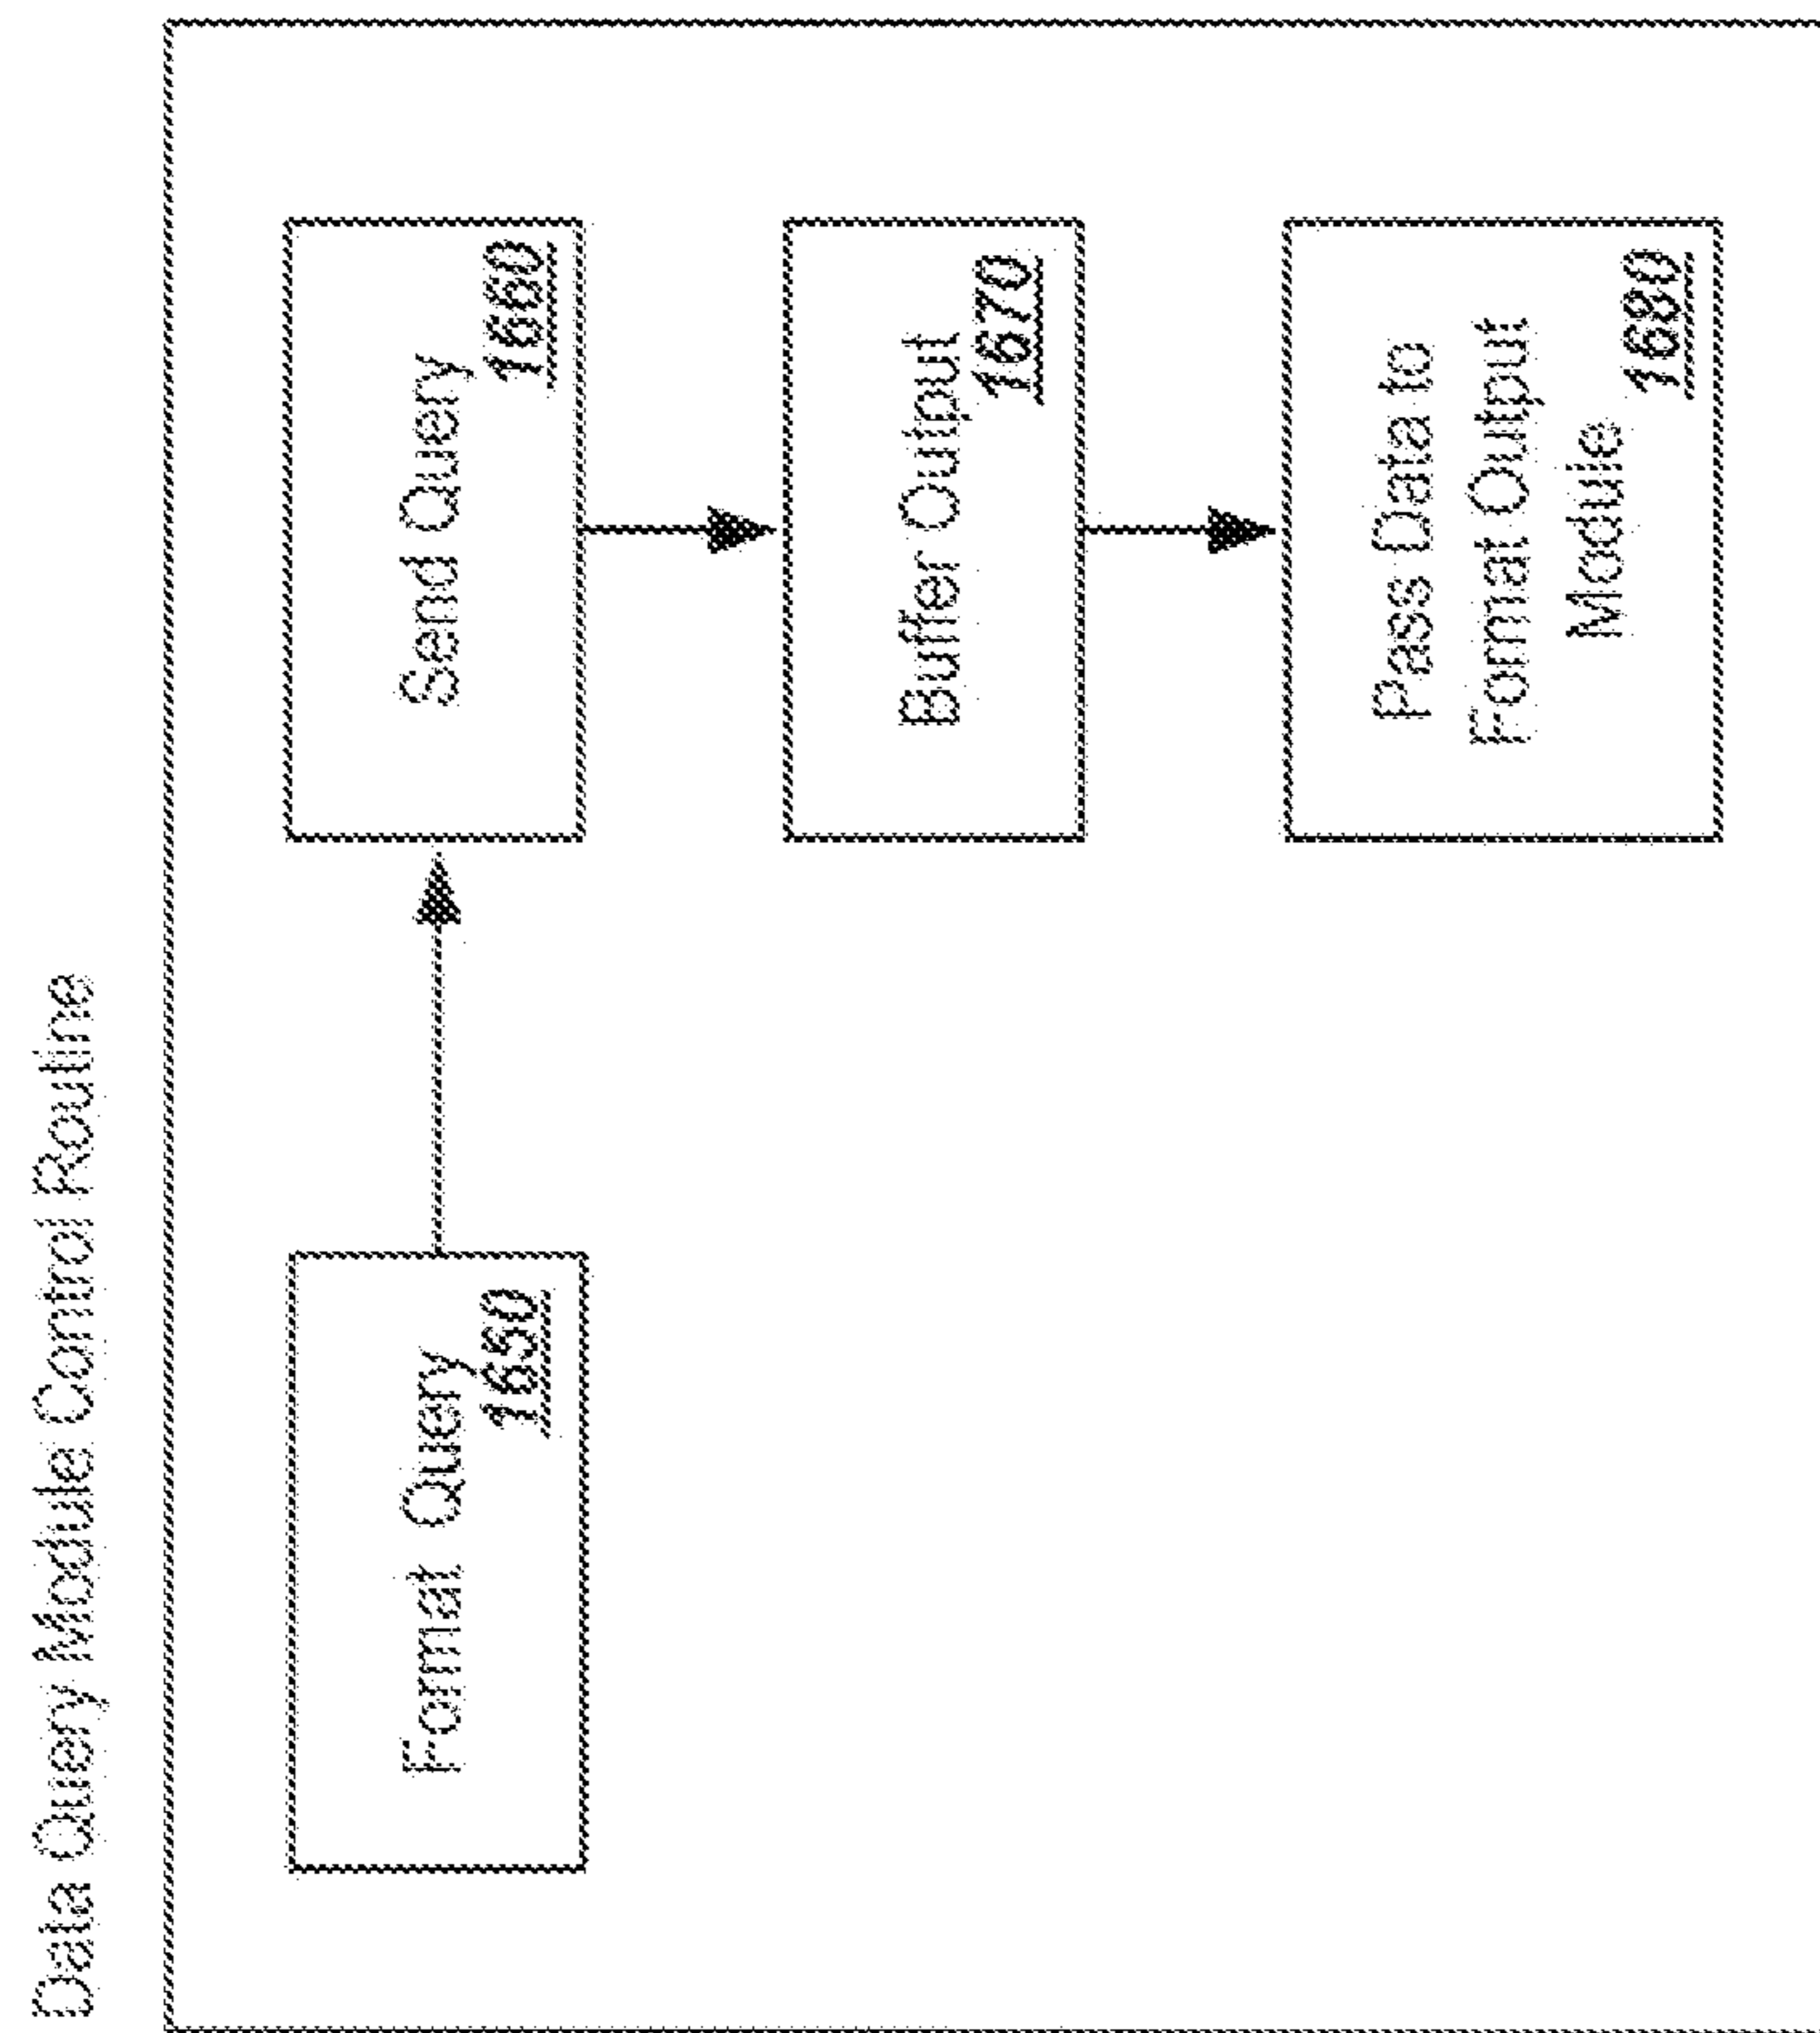 Data Query Module Control Routine
Format Query
1650
Send Query
1660
Buffer Output
1670
Pass Data to
Format Output
Module
1680